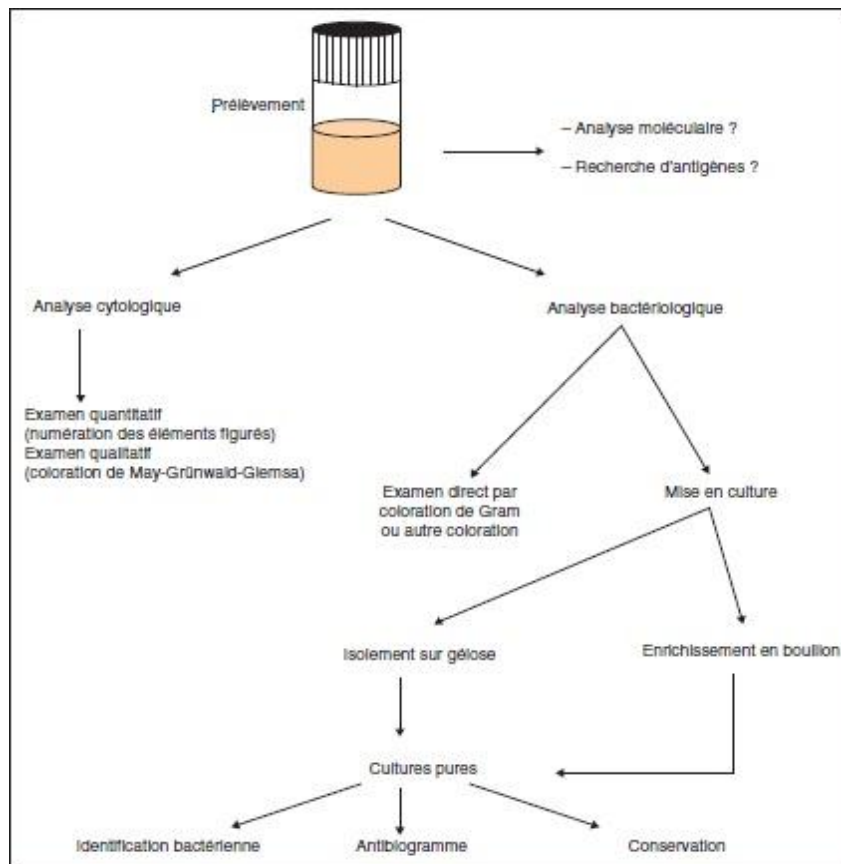 Prélèvement
– Analyse moléculaire ?
– Recherche d'antigènes ?
Analyse cytologique
Analyse bactériologique
Examen quantitatif
(numération des éléments figurés)
Examen qualitatif
(coloration de May-Grünwald-Giemsa)
Examen direct par
coloration de Gram
ou autre coloration
Mise en culture
Isolement sur gélose
Enrichissement en bouillon
Cultures pures
Identification bactérienne
Antibiogramme
Conservation